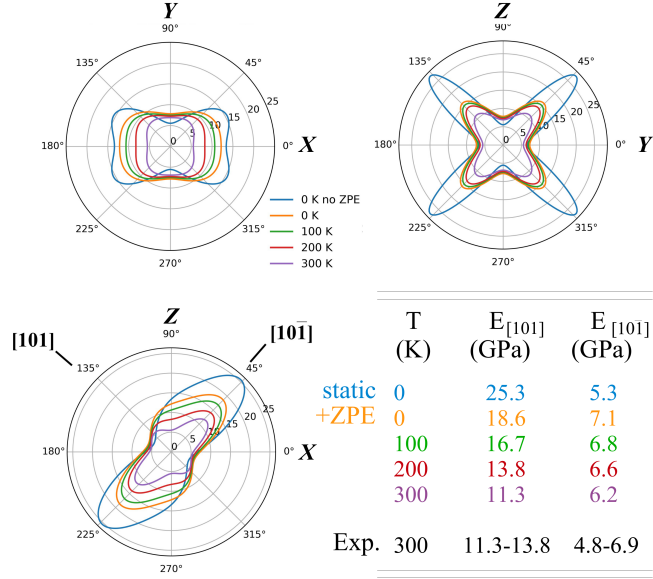 Y
90°
135°
45°
25
20
15
10
5
0
180°
0°
X
225°
315°
270°
0 K no ZPE
0 K
100 K
200 K
300 K
Z
90°
135°
45°
25
20
15
10
5
0
180°
0°
Y
225°
315°
270°
Z
90°
[101]
[101̅]
135°
45°
25
20
15
10
5
0
180°
0°
X
225°
315°
270°
T E[101] E [101̅]
(K) (GPa) (GPa)
static 0 25.3 5.3
+ZPE 0 18.6 7.1
100 16.7 6.8
200 13.8 6.6
300 11.3 6.2
Exp. 300 11.3-13.8 4.8-6.9